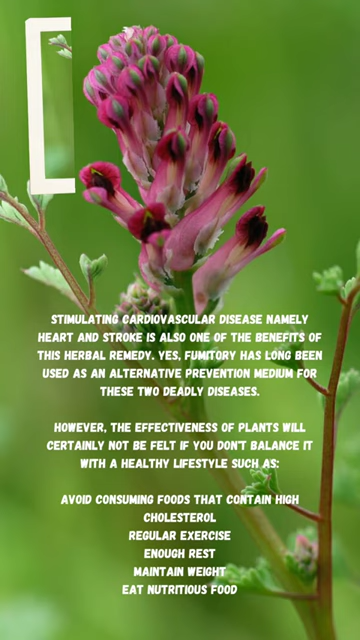 STIMULATING CARDIOVASCULAR DISEASE NAMELY
HEART AND STROKE IS ALSO ONE OF THE BENEFITS OF
THIS HERBAL REMEDY. YES, FUMITORY HAS LONG BEEN
USED AS AN ALTERNATIVE PREVENTION MEDIUM FOR
THESE TWO DEADLY DISEASES.
HOWEVER, THE EFFECTIVENESS OF PLANTS WILL
CERTAINLY NOT BE FELT IF YOU DON'T BALANCE IT
WITH A HEALTHY LIFESTYLE SUCH AS:
AVOID CONSUMING FOODS THAT CONTAIN HIGH
CHOLESTEROL
REGULAR EXERCISE
ENOUGH REST
MAINTAIN WEIGHT
EAT NUTRITIOUS FOOD